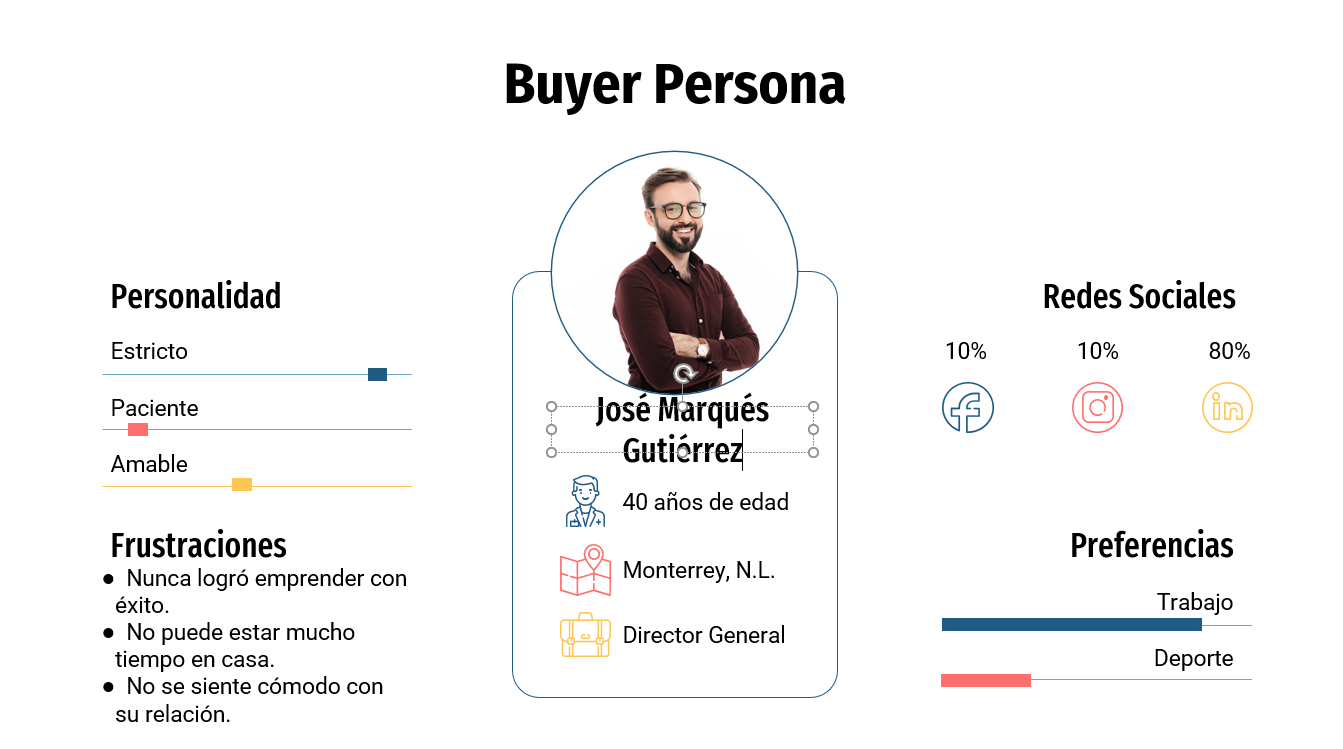 Buyer Persona
Personalidad
Estricto
Paciente
Amable
Frustraciones
● Nunca logró emprender con
éxito.
● No puede estar mucho
tiempo en casa.
● No se siente cómodo con
su relación.
José Marqués
Gutiérrez
40 años de edad
Monterrey, N.L.
Director General
Redes Sociales
10% 10% 80%
in
Preferencias
Trabajo
Deporte